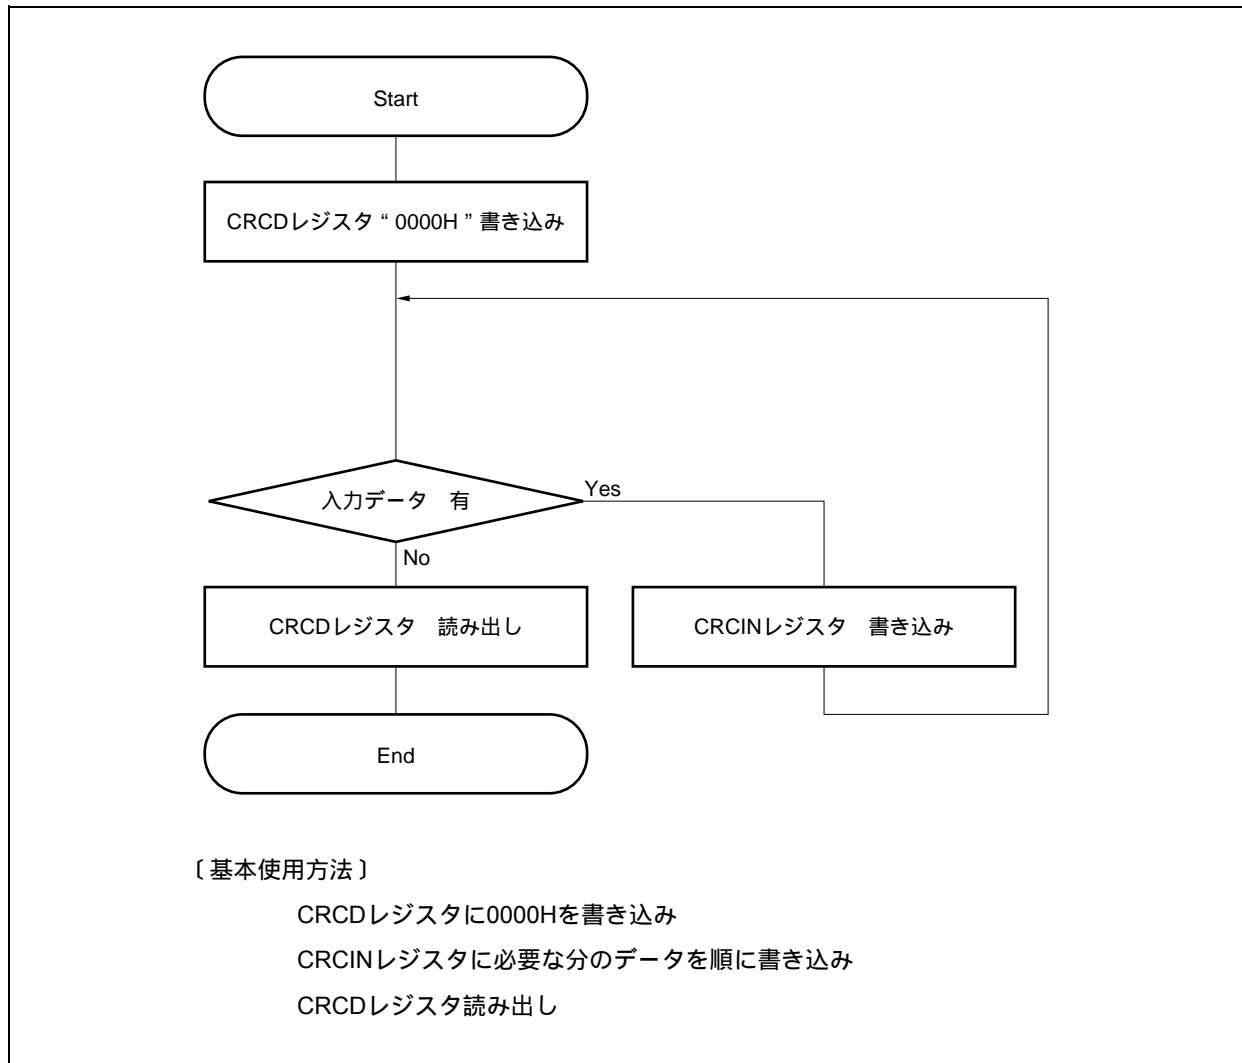 Start
CRCDレジスタ “ 0000H ” 書き込み
入力データ　有
Yes
No
CRCDレジスタ　読み出し
CRCINレジスタ　書き込み
End
〔 基本使用方法 〕
CRCDレジスタに0000Hを書き込み
CRCINレジスタに必要な分のデータを順に書き込み
CRCDレジスタ読み出し